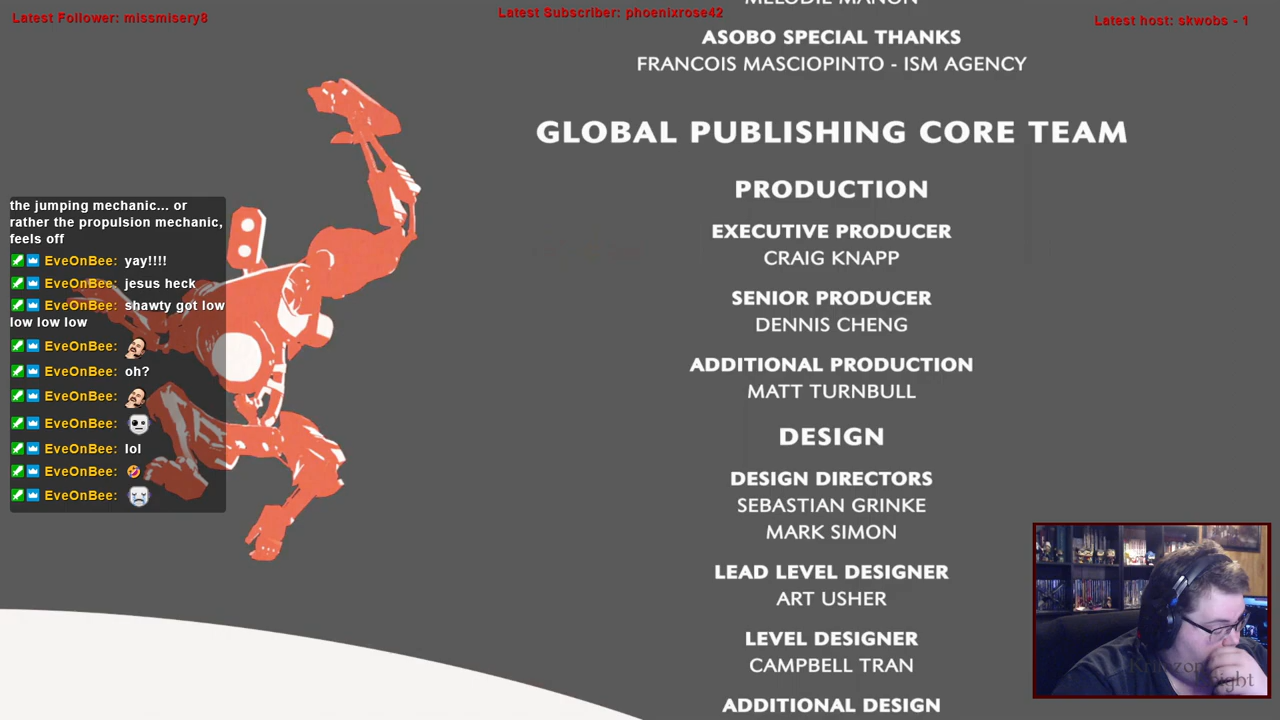 Latest Follower: missmisery8
Latest Subscriber: phoenixrose42
Latest host: skwobs - 1
MELODIE MANON
ASOBO SPECIAL THANKS
FRANCOIS MASCIOPINTO - ISM AGENCY
GLOBAL PUBLISHING CORE TEAM
PRODUCTION
EXECUTIVE PRODUCER
CRAIG KNAPP
SENIOR PRODUCER
DENNIS CHENG
ADDITIONAL PRODUCTION
MATT TURNBULL
DESIGN
DESIGN DIRECTORS
SEBASTIAN GRINKE
MARK SIMON
LEAD LEVEL DESIGNER
ART USHER
LEVEL DESIGNER
CAMPBELL TRAN
ADDITIONAL DESIGN
the jumping mechanic... or
rather the propulsion mechanic,
feels off
EveOnBee: yay!!!!
EveOnBee: jesus heck
EveOnBee: shawty got low
low low low
EveOnBee:
EveOnBee: oh?
EveOnBee:
EveOnBee:
EveOnBee: lol
EveOnBee: 🤣
EveOnBee: